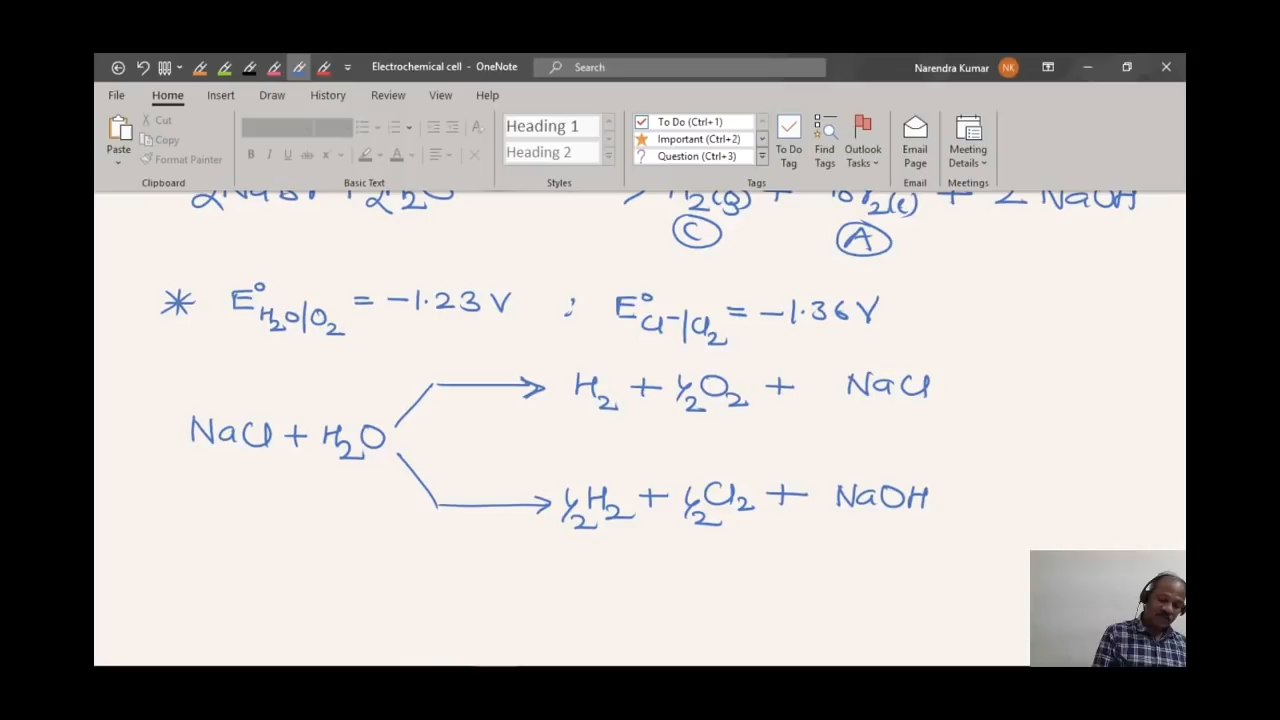 Electrochemical cell - OneNote
Search
Narendra Kumar NK
File Home Insert Draw History Review View Help
Paste
Cut
Copy
Format Painter
Clipboard
B I U ab x A
Basic Text
Heading 1
Heading 2
Styles
To Do (Ctrl+1)
Important (Ctrl+2)
? Question (Ctrl+3)
To Do Tag
Find Tags
Outlook Tasks
Tags
Email Page
Email
Meeting Details
Meetings
H₂(g) + Br₂(l) + 2 NaOH
C A
* E°H₂O/O₂ = -1.23 V ; E°Cl⁻/Cl₂ = -1.36 V
H₂ + ½O₂ + NaCl
NaCl + H₂O
½H₂ + ½Cl₂ + NaOH